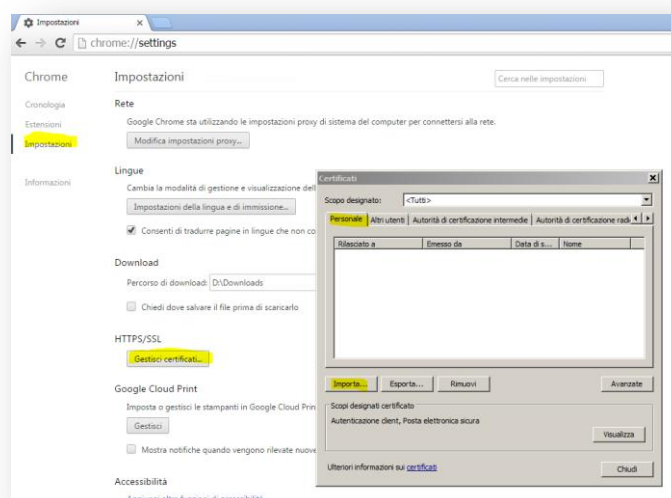 Impostazioni
chrome://settings
Chrome
Impostazioni
Cerca nelle impostazioni
Cronologia
Estensioni
Impostazioni
Informazioni
Rete
Google Chrome sta utilizzando le impostazioni proxy di sistema del computer per connettersi alla rete.
Modifica impostazioni proxy...
Lingue
Cambia la modalità di gestione e visualizzazione dell
Impostazioni della lingua e di immissione...
Consenti di tradurre pagine in lingue che non co
Download
Percorso di download: D:\Downloads
Chiedi dove salvare il file prima di scaricarlo
HTTPS/SSL
Gestisci certificati...
Google Cloud Print
Imposta o gestisci le stampanti in Google Cloud Prin
Gestisci
Mostra notifiche quando vengono rilevate nuove
Accessibilità
Certificati
Scopo designato: <Tutti>
Personale Altri utenti Autorità di certificazione intermedie Autorità di certificazione radi
Rilasciato a Emesso da Data di s... Nome
Importa... Esporta... Rimuovi Avanzate
Scopi designati certificato
Autenticazione client, Posta elettronica sicura
Visualizza
Ulteriori informazioni sui certificati
Chiudi